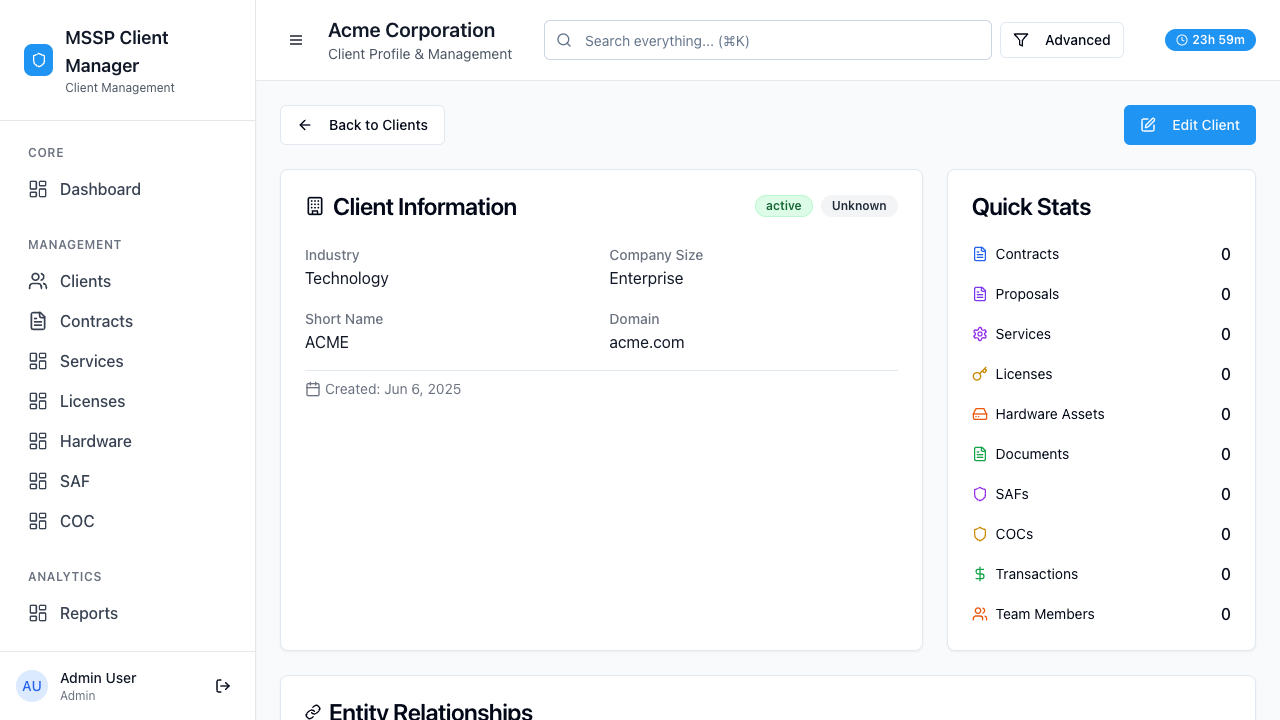 MSSP Client
Manager
Client Management
CORE
Dashboard
MANAGEMENT
Clients
Contracts
Services
Licenses
Hardware
SAF
COC
ANALYTICS
Reports
AU
Admin User
Admin
Acme Corporation
Client Profile & Management
Search everything... (⌘K)
Advanced
23h 59m
Back to Clients
Edit Client
Client Information
active
Unknown
Industry
Technology
Company Size
Enterprise
Short Name
ACME
Domain
acme.com
Created: Jun 6, 2025
Quick Stats
Contracts 0
Proposals 0
Services 0
Licenses 0
Hardware Assets 0
Documents 0
SAFs 0
COCs 0
Transactions 0
Team Members 0
Entity Relationships